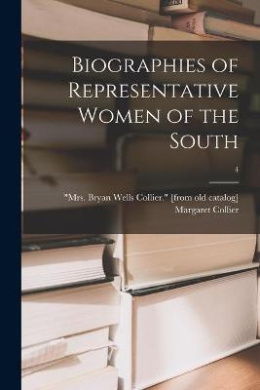 Biographies of
Representative
Women of the
South
4
"Mrs. Bryan Wells Collier." [from old catalog]
Margaret Collier